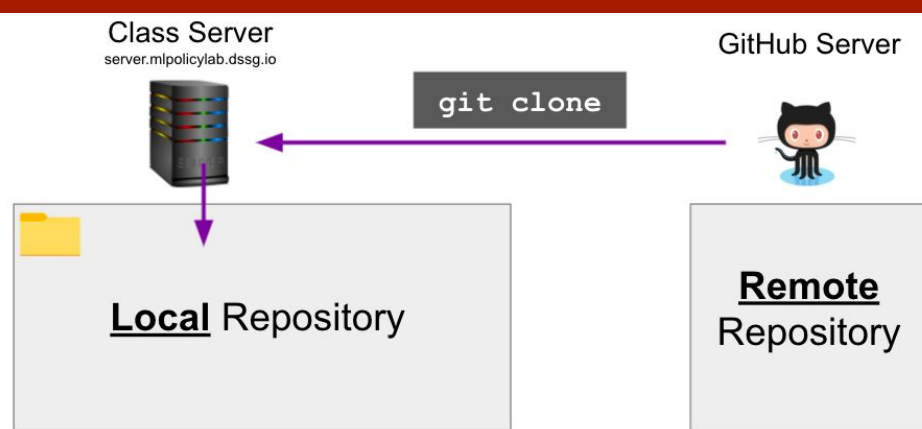 Class Server
server.mlpolicylab.dssg.io
GitHub Server
git clone
Local Repository
Remote
Repository